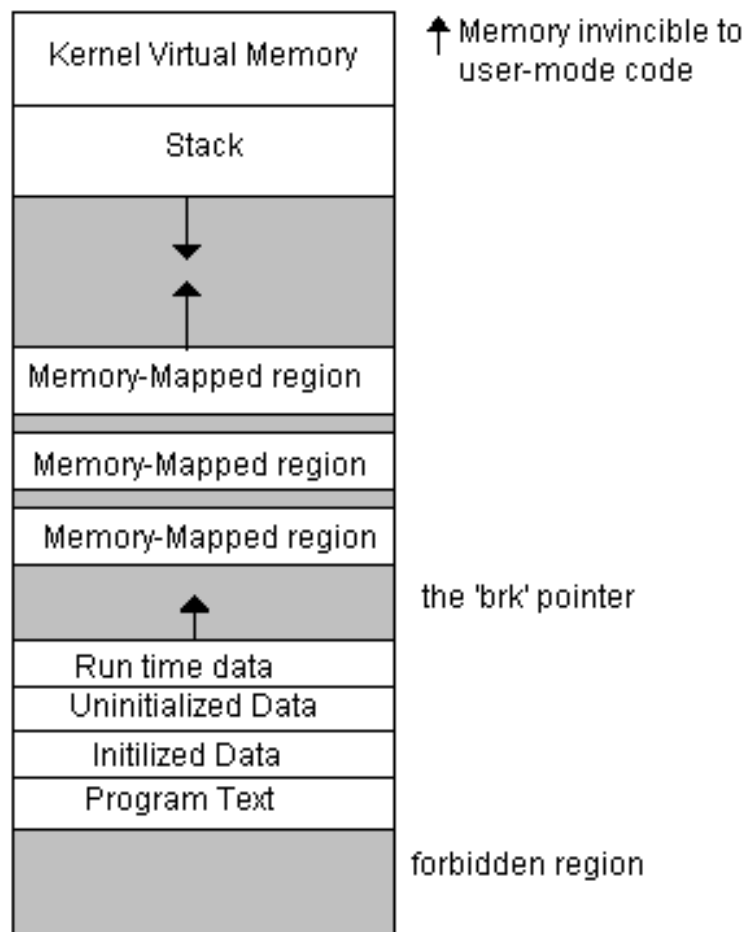 Kernel Virtual Memory
Memory invincible to
user-mode code
Stack
Memory-Mapped region
Memory-Mapped region
Memory-Mapped region
the 'brk' pointer
Run time data
Uninitialized Data
Initilized Data
Program Text
forbidden region